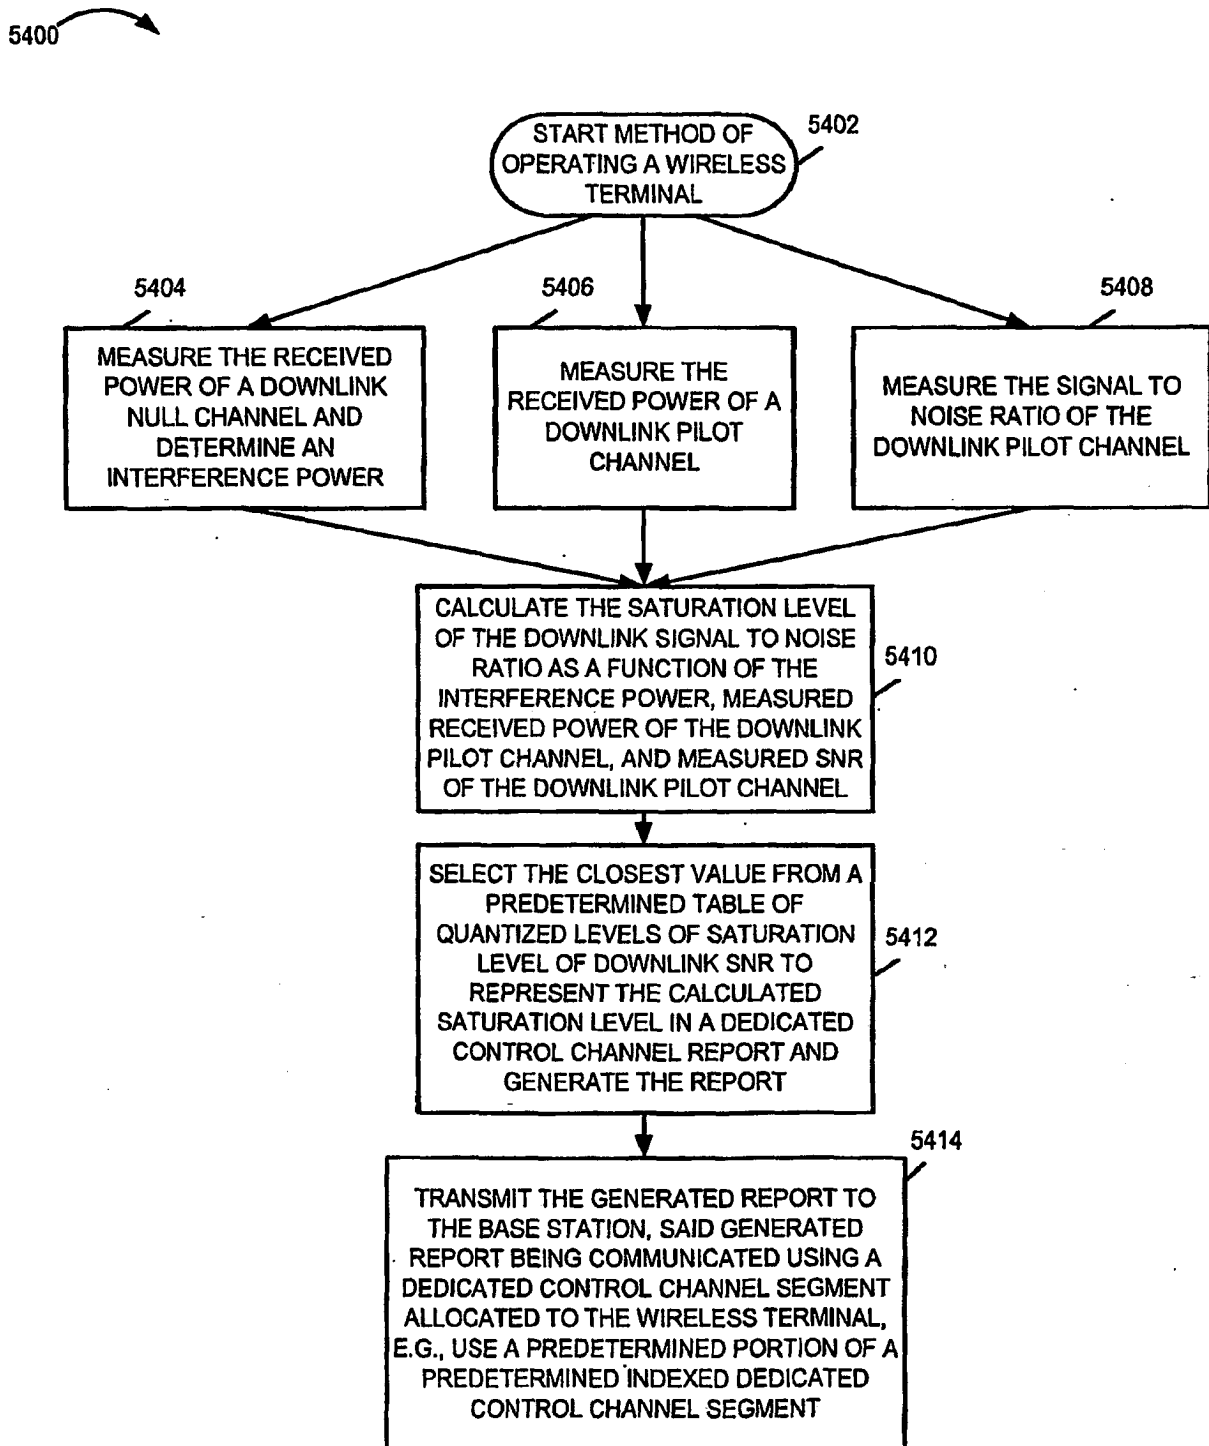 5400
START METHOD OF
OPERATING A WIRELESS
TERMINAL
5402
5404
MEASURE THE RECEIVED
POWER OF A DOWNLINK
NULL CHANNEL AND
DETERMINE AN
INTERFERENCE POWER
5406
MEASURE THE
RECEIVED POWER OF A
DOWNLINK PILOT
CHANNEL
5408
MEASURE THE SIGNAL TO
NOISE RATIO OF THE
DOWNLINK PILOT CHANNEL
CALCULATE THE SATURATION LEVEL
OF THE DOWNLINK SIGNAL TO NOISE
RATIO AS A FUNCTION OF THE
INTERFERENCE POWER, MEASURED
RECEIVED POWER OF THE DOWNLINK
PILOT CHANNEL, AND MEASURED SNR
OF THE DOWNLINK PILOT CHANNEL
5410
SELECT THE CLOSEST VALUE FROM A
PREDETERMINED TABLE OF
QUANTIZED LEVELS OF SATURATION
LEVEL OF DOWNLINK SNR TO
REPRESENT THE CALCULATED
SATURATION LEVEL IN A DEDICATED
CONTROL CHANNEL REPORT AND
GENERATE THE REPORT
5412
5414
TRANSMIT THE GENERATED REPORT TO
THE BASE STATION, SAID GENERATED
REPORT BEING COMMUNICATED USING A
DEDICATED CONTROL CHANNEL SEGMENT
ALLOCATED TO THE WIRELESS TERMINAL,
E.G., USE A PREDETERMINED PORTION OF A
PREDETERMINED INDEXED DEDICATED
CONTROL CHANNEL SEGMENT